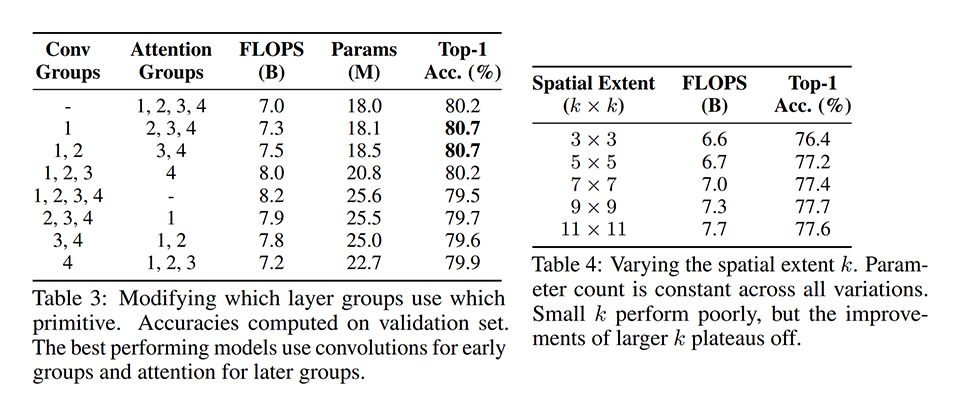 Conv Groups Attention Groups FLOPS (B) Params (M) Top-1 Acc. (%)
- 1, 2, 3, 4 7.0 18.0 80.2
1 2, 3, 4 7.3 18.1 80.7
1, 2 3, 4 7.5 18.5 80.7
1, 2, 3 4 8.0 20.8 80.2
1, 2, 3, 4 - 8.2 25.6 79.5
2, 3, 4 1 7.9 25.5 79.7
3, 4 1, 2 7.8 25.0 79.6
4 1, 2, 3 7.2 22.7 79.9
Table 3: Modifying which layer groups use which
primitive. Accuracies computed on validation set.
The best performing models use convolutions for early
groups and attention for later groups.
Spatial Extent (k × k) FLOPS (B) Top-1 Acc. (%)
3 × 3 6.6 76.4
5 × 5 6.7 77.2
7 × 7 7.0 77.4
9 × 9 7.3 77.7
11 × 11 7.7 77.6
Table 4: Varying the spatial extent k. Param-
eter count is constant across all variations.
Small k perform poorly, but the improve-
ments of larger k plateaus off.